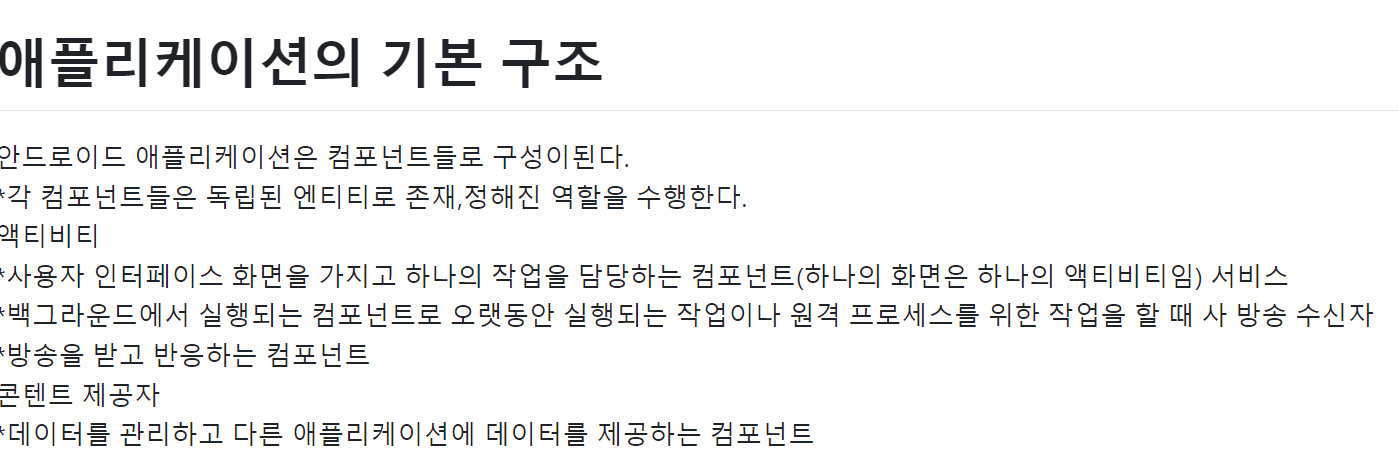 애플리케이션의 기본 구조
안드로이드 애플리케이션은 컴포넌트들로 구성이된다.
*각 컴포넌트들은 독립된 엔티티로 존재,정해진 역할을 수행한다.
액티비티
*사용자 인터페이스 화면을 가지고 하나의 작업을 담당하는 컴포넌트(하나의 화면은 하나의 액티비티임) 서비스
*백그라운드에서 실행되는 컴포넌트로 오랫동안 실행되는 작업이나 원격 프로세스를 위한 작업을 할 때 사 방송 수신자
*방송을 받고 반응하는 컴포넌트
콘텐트 제공자
*데이터를 관리하고 다른 애플리케이션에 데이터를 제공하는 컴포넌트